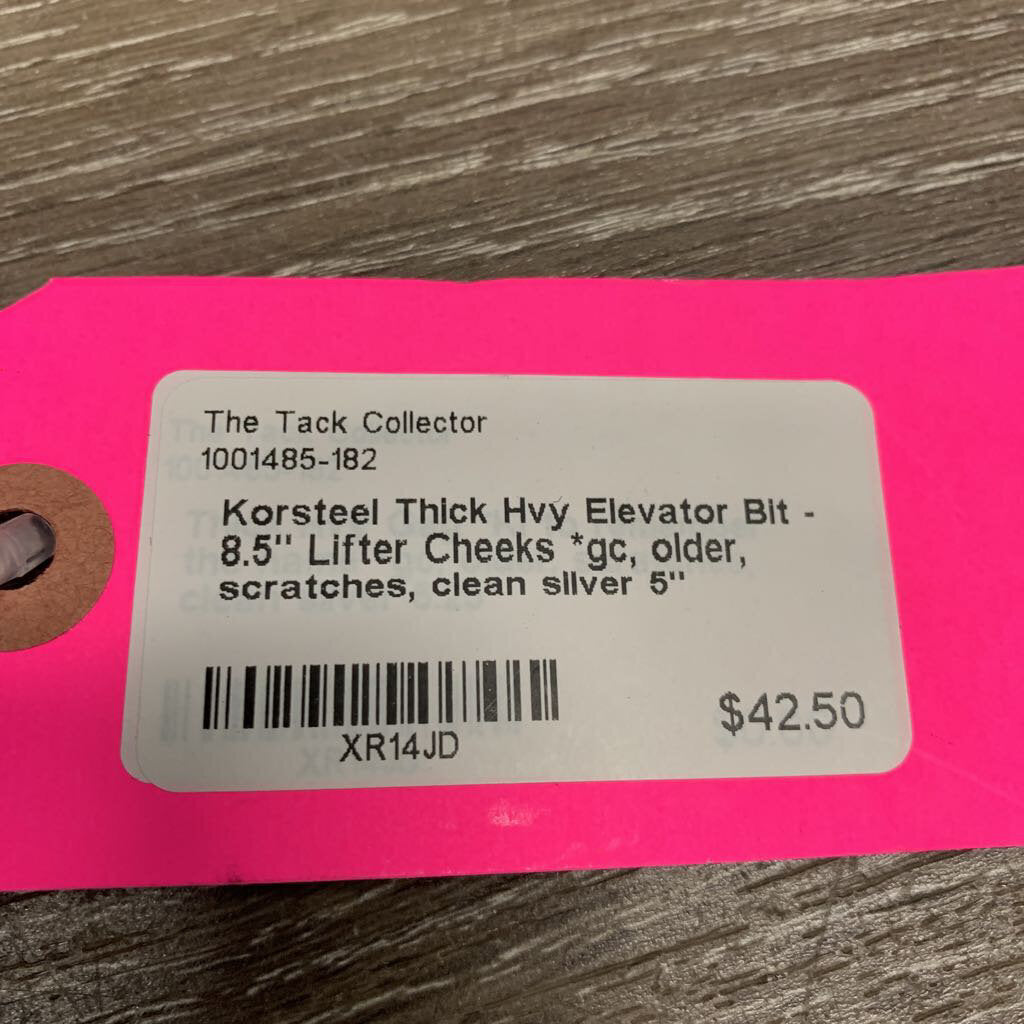 The Tack Collector
1001485-182
Korsteel Thick Hvy Elevator Bit -
8.5" Lifter Cheeks *gc, older,
scratches, clean silver 5"
XR14JD
$42.50